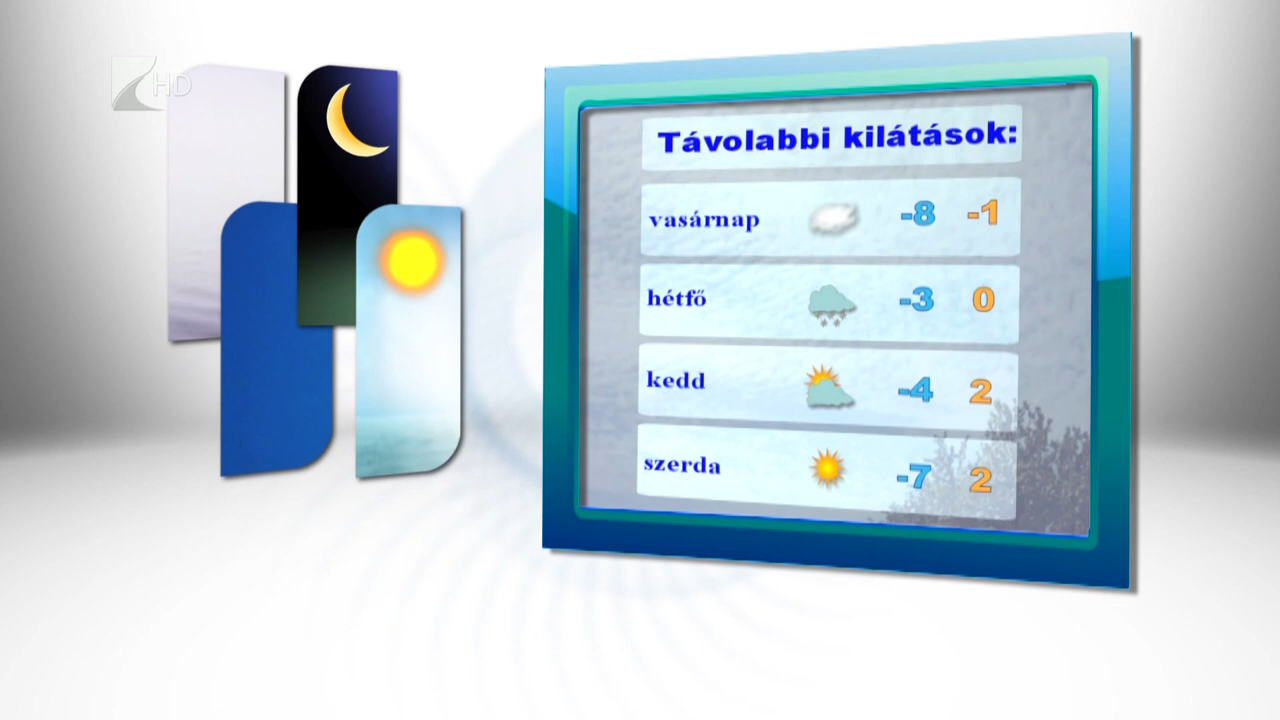 HD
Távolabbi kilátások:
vasárnap -8 -1
hétfő -3 0
kedd -4 2
szerda -7 2